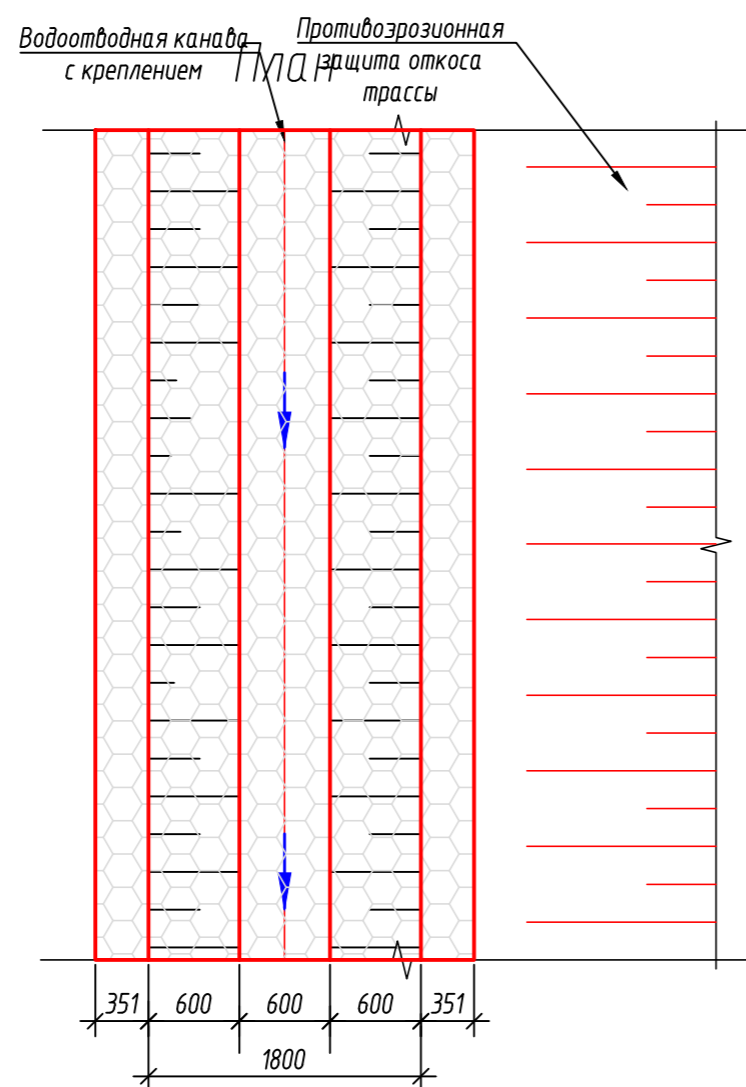 Водоотводная канава
с креплением
План
Противоэрозионная
защита откоса
трассы
351 600 600 600 351
1800